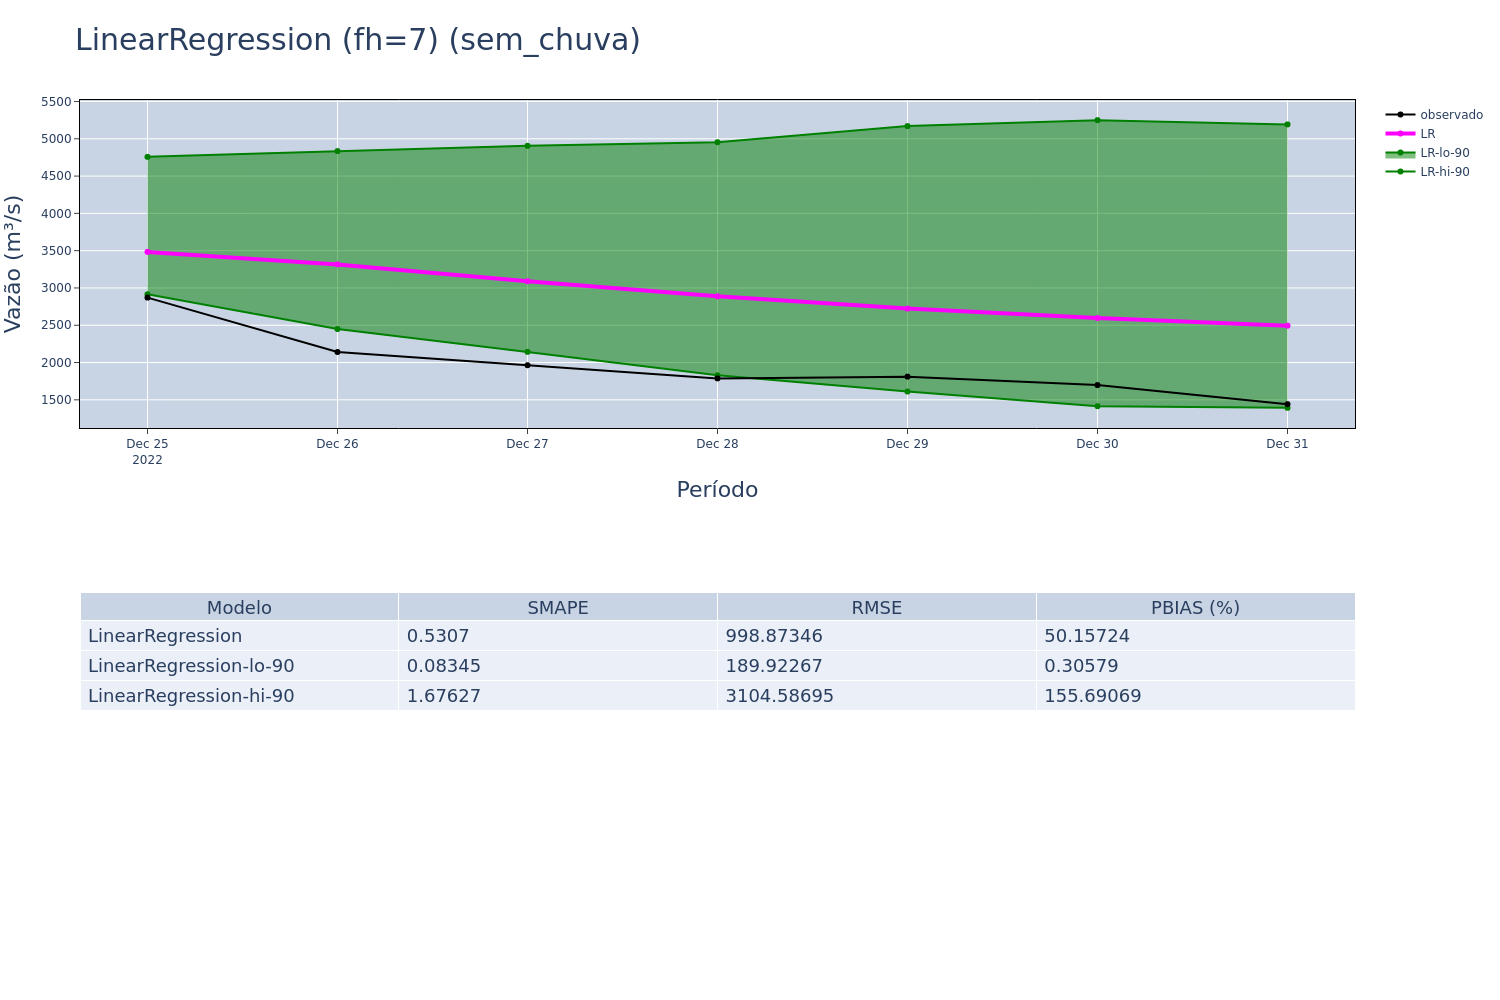 LinearRegression (fh=7) (sem_chuva)
Vazão (m³/s)
5500
5000
4500
4000
3500
3000
2500
2000
1500
Dec 25
2022
Dec 26
Dec 27
Dec 28
Dec 29
Dec 30
Dec 31
Período
observado
LR
LR-lo-90
LR-hi-90
Modelo SMAPE RMSE PBIAS (%)
LinearRegression 0.5307 998.87346 50.15724
LinearRegression-lo-90 0.08345 189.92267 0.30579
LinearRegression-hi-90 1.67627 3104.58695 155.69069